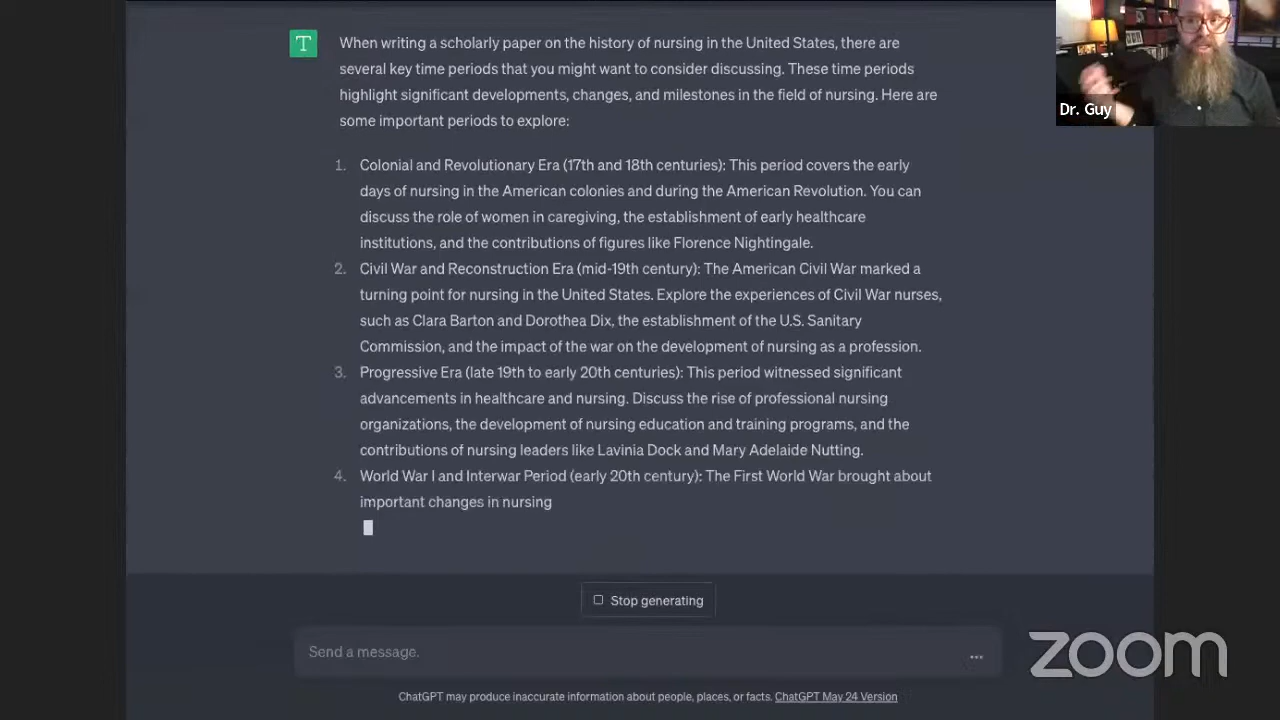 T
When writing a scholarly paper on the history of nursing in the United States, there are
several key time periods that you might want to consider discussing. These time periods
highlight significant developments, changes, and milestones in the field of nursing. Here are
some important periods to explore:
1. Colonial and Revolutionary Era (17th and 18th centuries): This period covers the early
days of nursing in the American colonies and during the American Revolution. You can
discuss the role of women in caregiving, the establishment of early healthcare
institutions, and the contributions of figures like Florence Nightingale.
2. Civil War and Reconstruction Era (mid-19th century): The American Civil War marked a
turning point for nursing in the United States. Explore the experiences of Civil War nurses,
such as Clara Barton and Dorothea Dix, the establishment of the U.S. Sanitary
Commission, and the impact of the war on the development of nursing as a profession.
3. Progressive Era (late 19th to early 20th centuries): This period witnessed significant
advancements in healthcare and nursing. Discuss the rise of professional nursing
organizations, the development of nursing education and training programs, and the
contributions of nursing leaders like Lavinia Dock and Mary Adelaide Nutting.
4. World War I and Interwar Period (early 20th century): The First World War brought about
important changes in nursing
Stop generating
Send a message.
ChatGPT may produce inaccurate information about people, places, or facts. ChatGPT May 24 Version
Dr. Guy
zoom